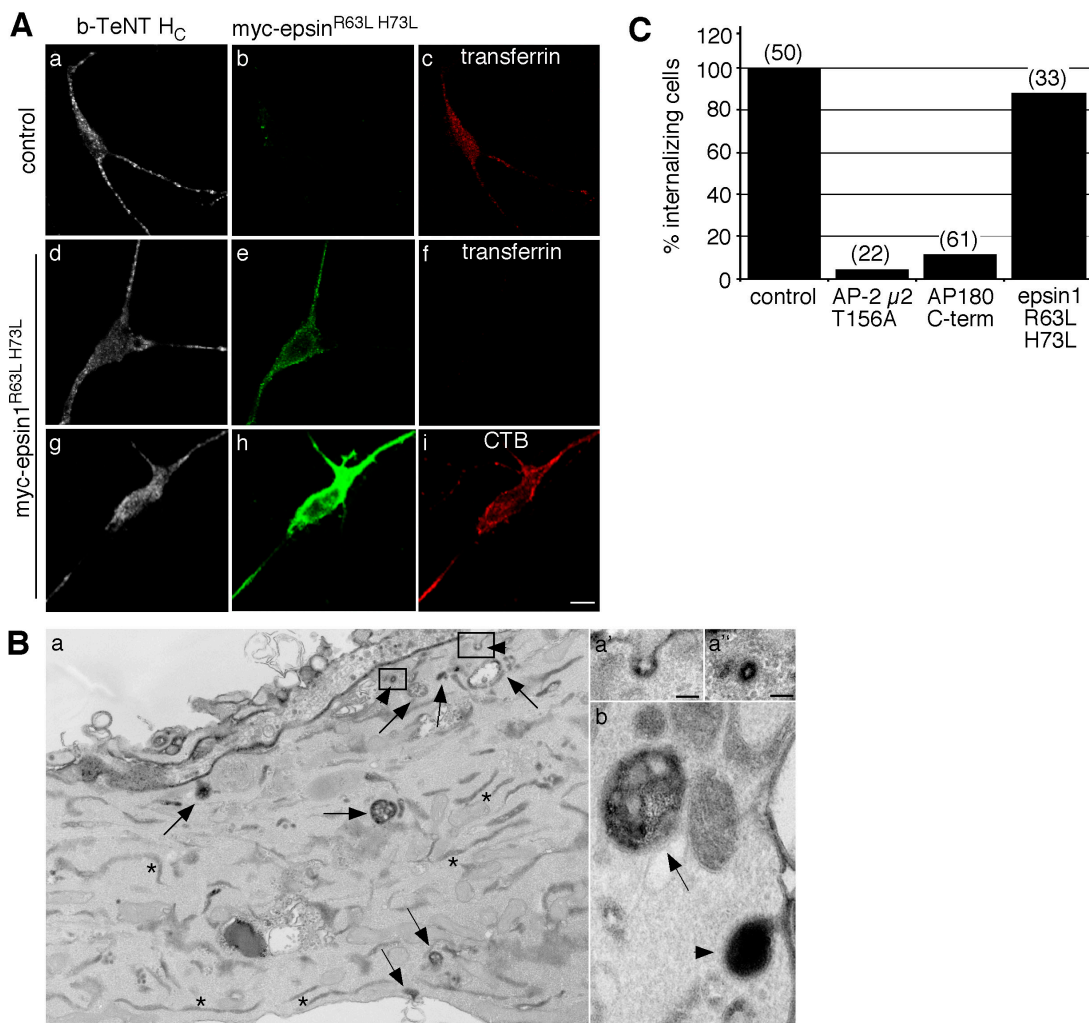 A
b-TeNT HC
myc-epsinR63L H73L
control
a
b
c
transferrin
myc-epsin1R63L H73L
d
e
f
transferrin
g
h
i
CTB
C
% internalizing cells
120
100
80
60
40
20
0
(50)
(22)
(61)
(33)
control
AP-2 µ2
T156A
AP180
C-term
epsin1
R63L
H73L
B
a
*
*
*
*
*
a'
a"
b